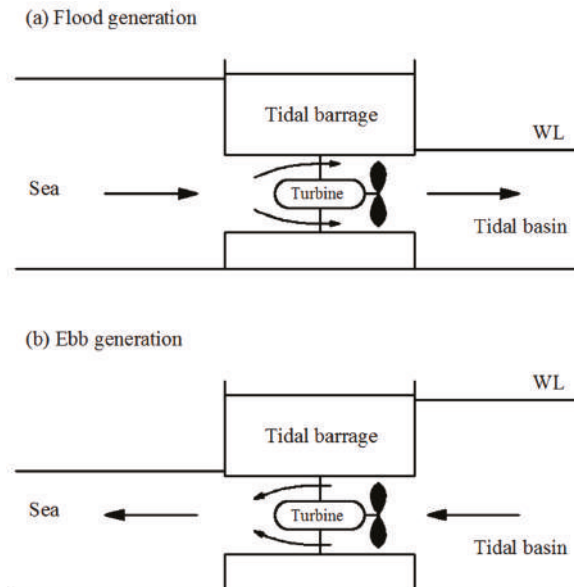 (a) Flood generation
Tidal barrage
WL
Sea
Turbine
Tidal basin
(b) Ebb generation
WL
Tidal barrage
Sea
Turbine
Tidal basin